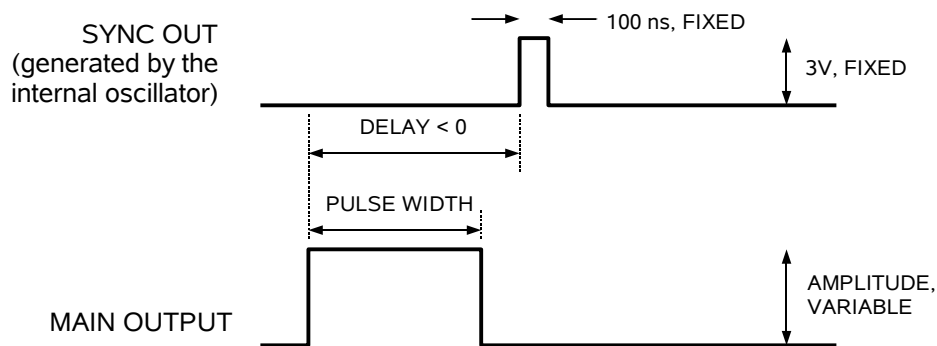 SYNC OUT
(generated by the
internal oscillator)
100 ns, FIXED
3V, FIXED
DELAY < 0
PULSE WIDTH
MAIN OUTPUT
AMPLITUDE,
VARIABLE